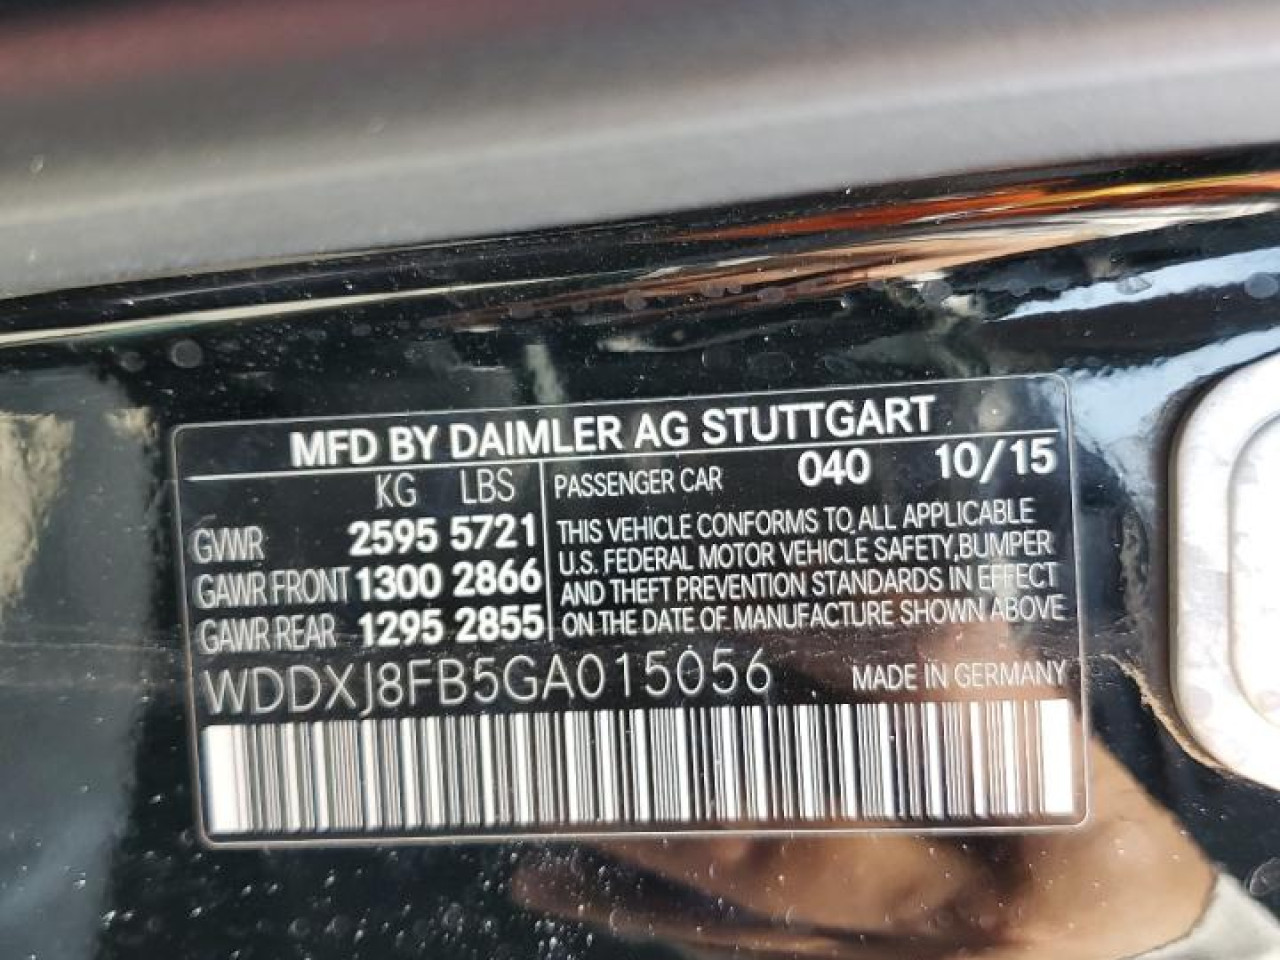 MFD BY DAIMLER AG STUTTGART
KG LBS
GVWR 2595 5721
GAWR FRONT 1300 2866
GAWR REAR 1295 2855
PASSENGER CAR 040 10/15
THIS VEHICLE CONFORMS TO ALL APPLICABLE
U.S. FEDERAL MOTOR VEHICLE SAFETY,BUMPER
AND THEFT PREVENTION STANDARDS IN EFFECT
ON THE DATE OF MANUFACTURE SHOWN ABOVE
WDDXJ8FB5GA015056 MADE IN GERMANY